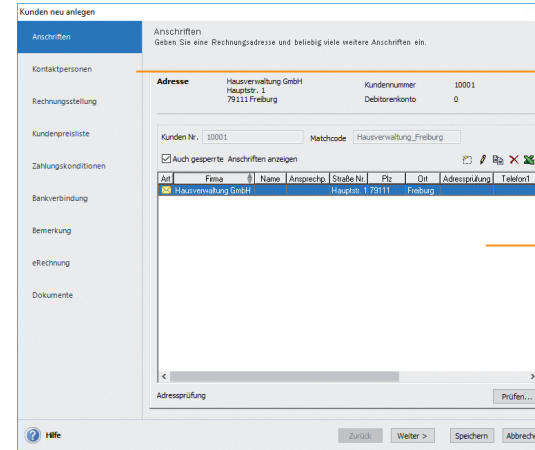 Kunden neu anlegen
Anschriften
Kontaktpersonen
Rechnungsstellung
Kundenpreisliste
Zahlungskonditionen
Bankverbindung
Bemerkung
eRechnung
Dokumente
Anschriften
Geben Sie eine Rechnungsadresse und beliebig viele weitere Anschriften ein.
Adresse Hausverwaltung GmbH Kundennummer 10001
Hauptstr. 1
79111 Freiburg Debitorenkonto 0
Kunden Nr. 10001 Matchcode Hausverwaltung_Freiburg
Auch gesperrte Anschriften anzeigen
Art Firma Name Ansprechp. Straße Nr. Plz Ort Adressprüfung Telefon1
Hausverwaltung GmbH Hauptstr. 1 79111 Freiburg
Adressprüfung Prüfen...
Hilfe Zurück Weiter > Speichern Abbreche